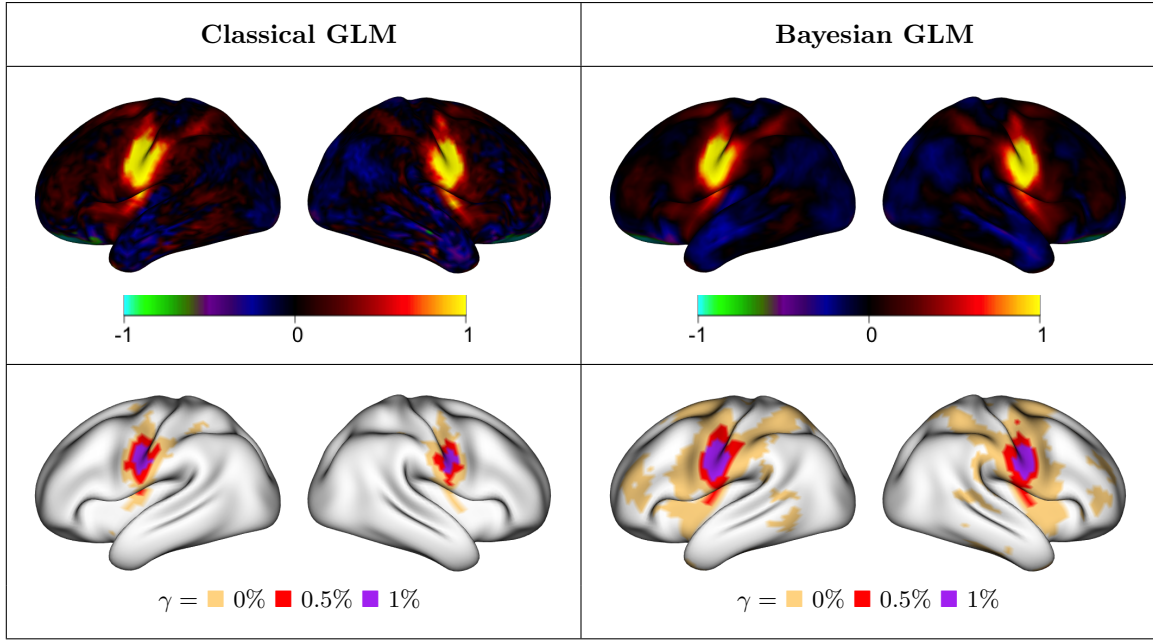 Classical GLM
Bayesian GLM
-1 0 1
-1 0 1
γ = 0% 0.5% 1%
γ = 0% 0.5% 1%